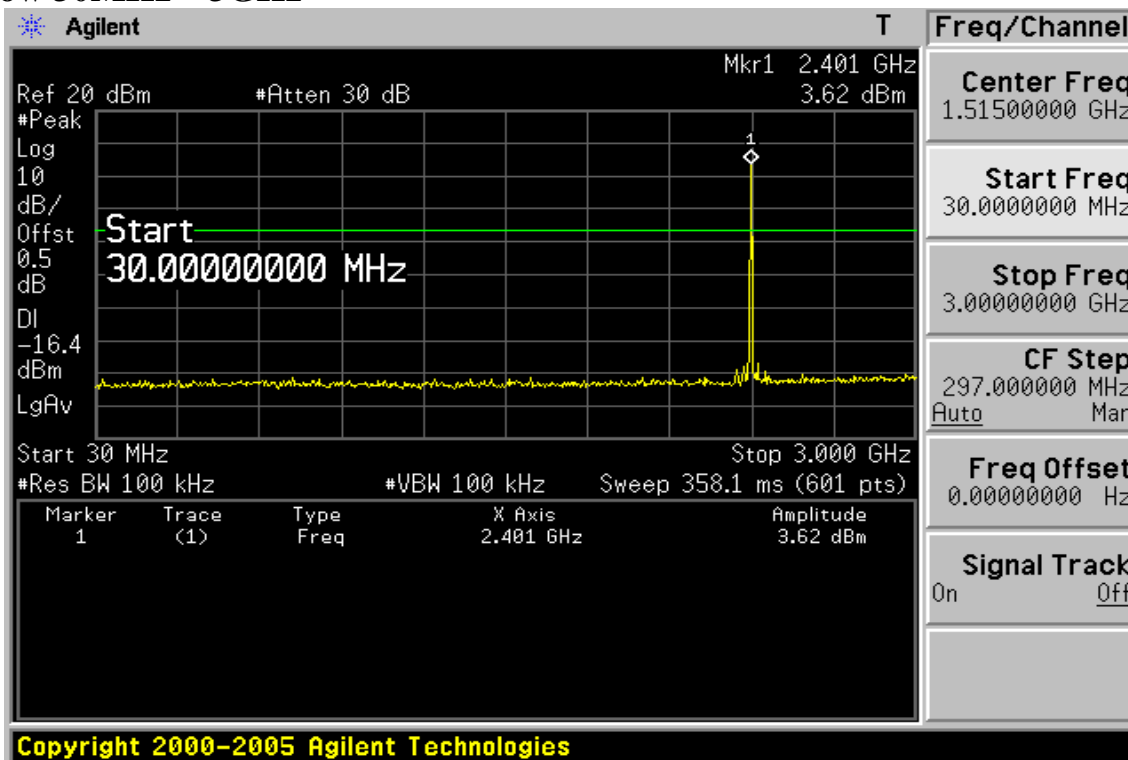 Agilent T
Mkr1 2.401 GHz
Ref 20 dBm #Atten 30 dB 3.62 dBm
#Peak
Log
10
dB/
Offst
0.5
dB
DI
-16.4
dBm
LgAv
1
Start
30.00000000 MHz
Start 30 MHz Stop 3.000 GHz
#Res BW 100 kHz #VBW 100 kHz Sweep 358.1 ms (601 pts)
Marker Trace Type X Axis Amplitude
1 (1) Freq 2.401 GHz 3.62 dBm
Freq/Channel
Center Freq
1.51500000 GHz
Start Freq
30.0000000 MHz
Stop Freq
3.00000000 GHz
CF Step
297.000000 MHz
Auto Man
Freq Offset
0.00000000 Hz
Signal Track
On Off
Copyright 2000-2005 Agilent Technologies